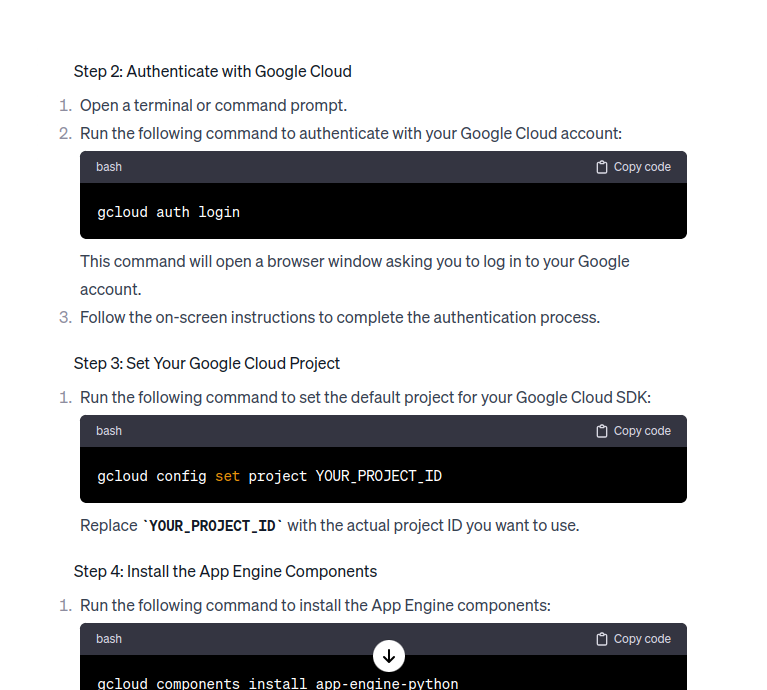 Step 2: Authenticate with Google Cloud
1. Open a terminal or command prompt.
2. Run the following command to authenticate with your Google Cloud account:
bash Copy code
gcloud auth login
This command will open a browser window asking you to log in to your Google
account.
3. Follow the on-screen instructions to complete the authentication process.
Step 3: Set Your Google Cloud Project
1. Run the following command to set the default project for your Google Cloud SDK:
bash Copy code
gcloud config set project YOUR_PROJECT_ID
Replace `YOUR_PROJECT_ID` with the actual project ID you want to use.
Step 4: Install the App Engine Components
1. Run the following command to install the App Engine components:
bash Copy code
gcloud components install app-engine-python